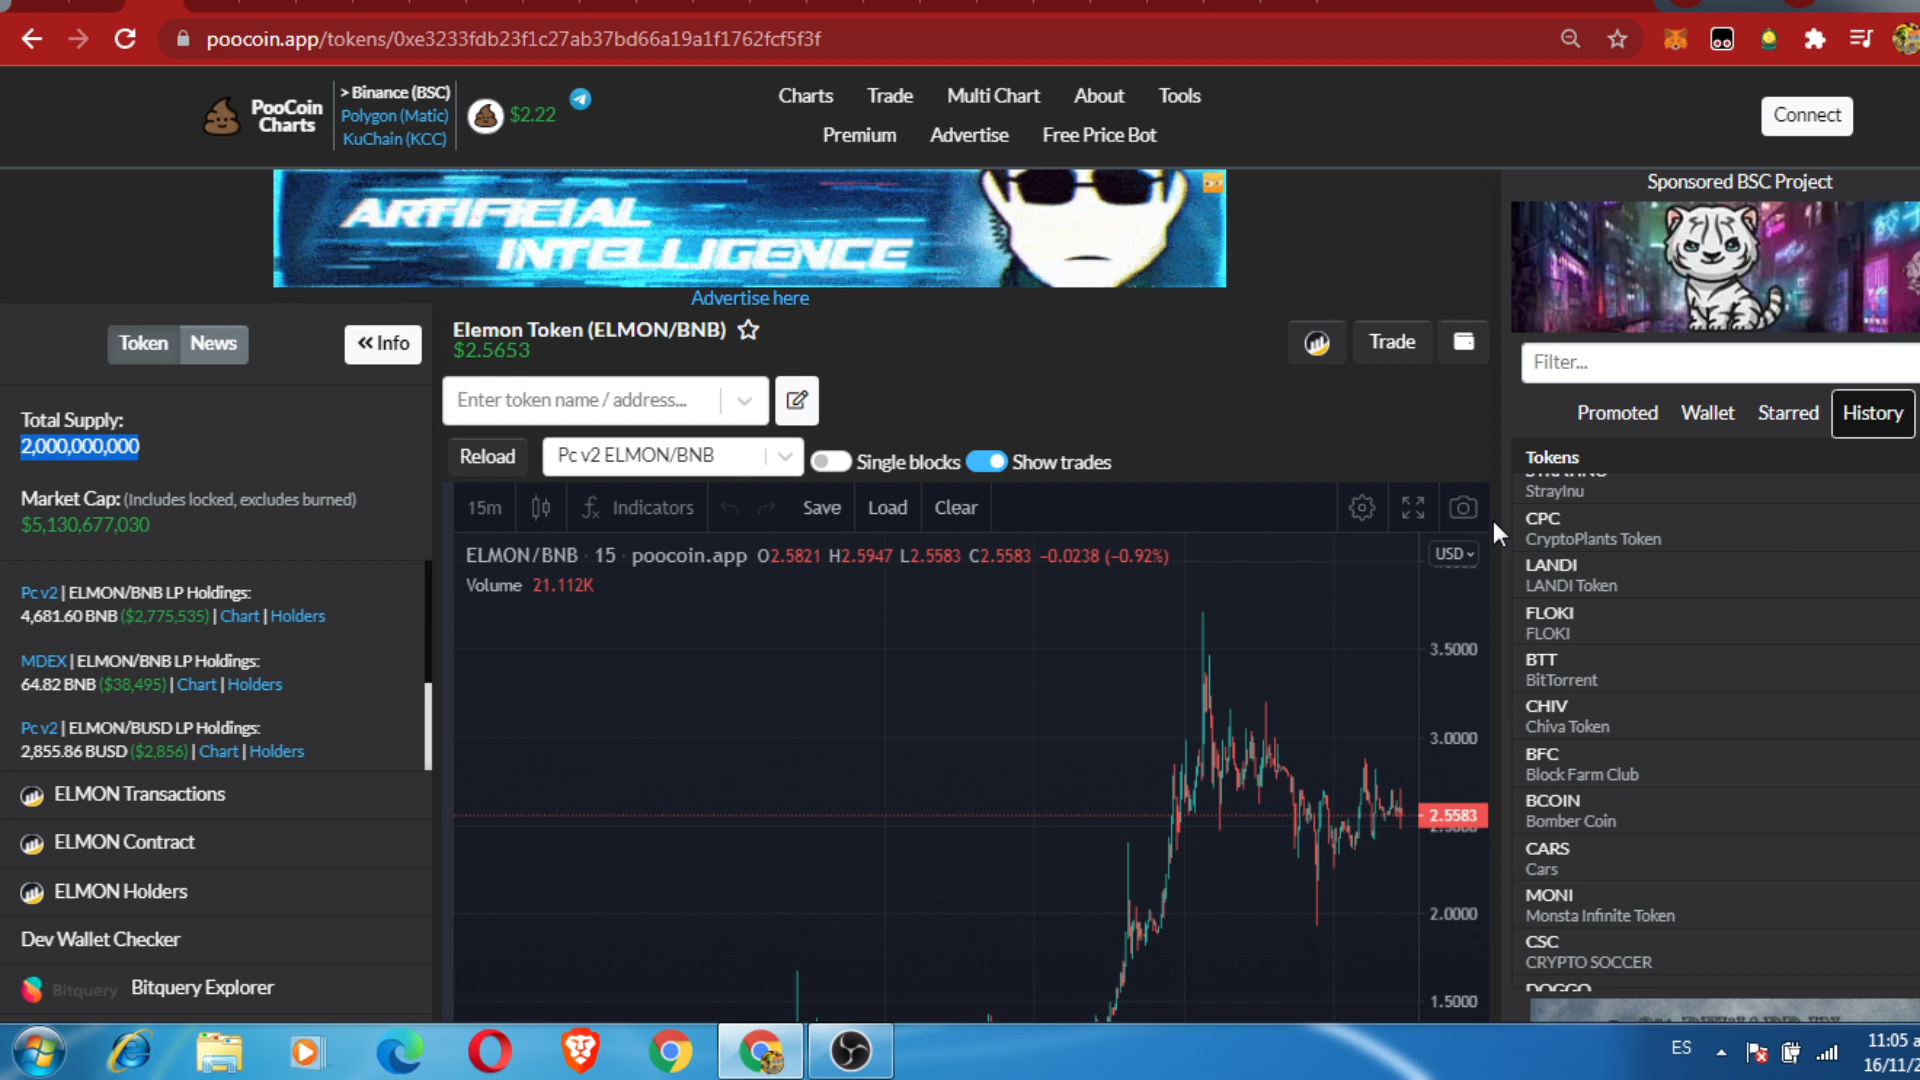 poocoin.app/tokens/0xe3233fdb23f1c27ab37bd66a19a1f1762fcf5f3f
PooCoin
Charts
> Binance (BSC)
Polygon (Matic)
KuChain (KCC)
$2.22
Charts Trade Multi Chart About Tools
Premium Advertise Free Price Bot
Connect
ARTIFICIAL
INTELLIGENCE
Advertise here
Sponsored BSC Project
Token News
« Info
Total Supply:
2,000,000,000
Market Cap: (Includes locked, excludes burned)
$5,130,677,030
Pc v2 | ELMON/BNB LP Holdings:
4,681.60 BNB ($2,775,535) | Chart | Holders
MDEX | ELMON/BNB LP Holdings:
64.82 BNB ($38,495) | Chart | Holders
Pc v2 | ELMON/BUSD LP Holdings:
2,855.86 BUSD ($2,856) | Chart | Holders
ELMON Transactions
ELMON Contract
ELMON Holders
Dev Wallet Checker
Bitquery Bitquery Explorer
Elemon Token (ELMON/BNB)
$2.5653
Trade
Enter token name / address...
Reload
Pc v2 ELMON/BNB
Single blocks
Show trades
15m
Indicators
Save
Load
Clear
ELMON/BNB · 15 · poocoin.app O2.5821 H2.5947 L2.5583 C2.5583 −0.0238 (−0.92%)
Volume 21.112K
USD
3.5000
3.0000
2.5583
2.0000
1.5000
Filter...
Promoted Wallet Starred History
Tokens
StrayInu
CPC
CryptoPlants Token
LANDI
LANDI Token
FLOKI
FLOKI
BTT
BitTorrent
CHIV
Chiva Token
BFC
Block Farm Club
BCOIN
Bomber Coin
CARS
Cars
MONI
Monsta Infinite Token
CSC
CRYPTO SOCCER
DOGGO
ES
11:05 a
16/11/2